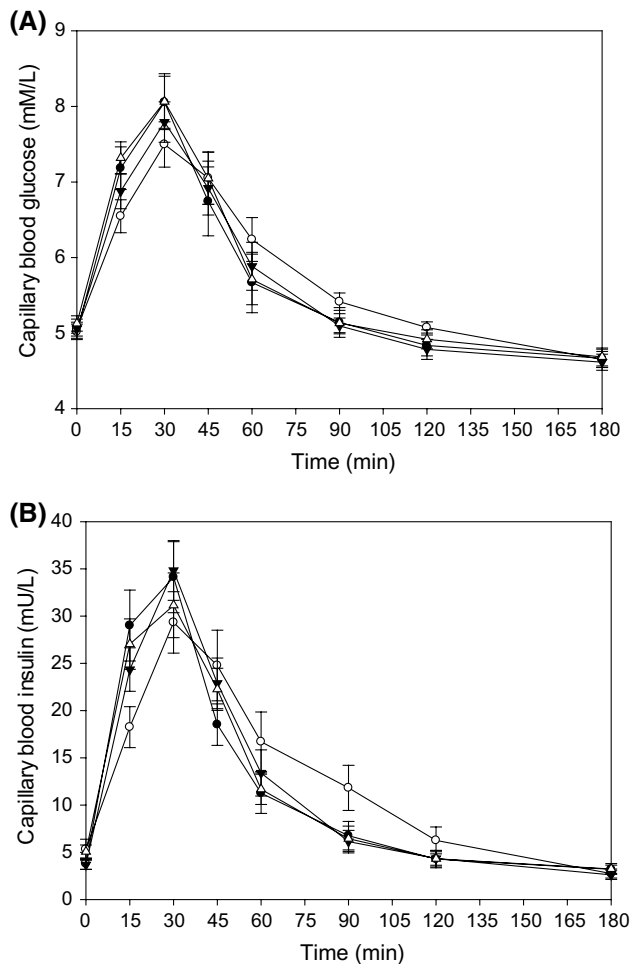 (A)
Capillary blood glucose (mM/L)
9
8
7
6
5
4
0 15 30 45 60 75 90 105 120 135 150 165 180
Time (min)
(B)
Capillary blood insulin (mU/L)
40
35
30
25
20
15
10
5
0
0 15 30 45 60 75 90 105 120 135 150 165 180
Time (min)